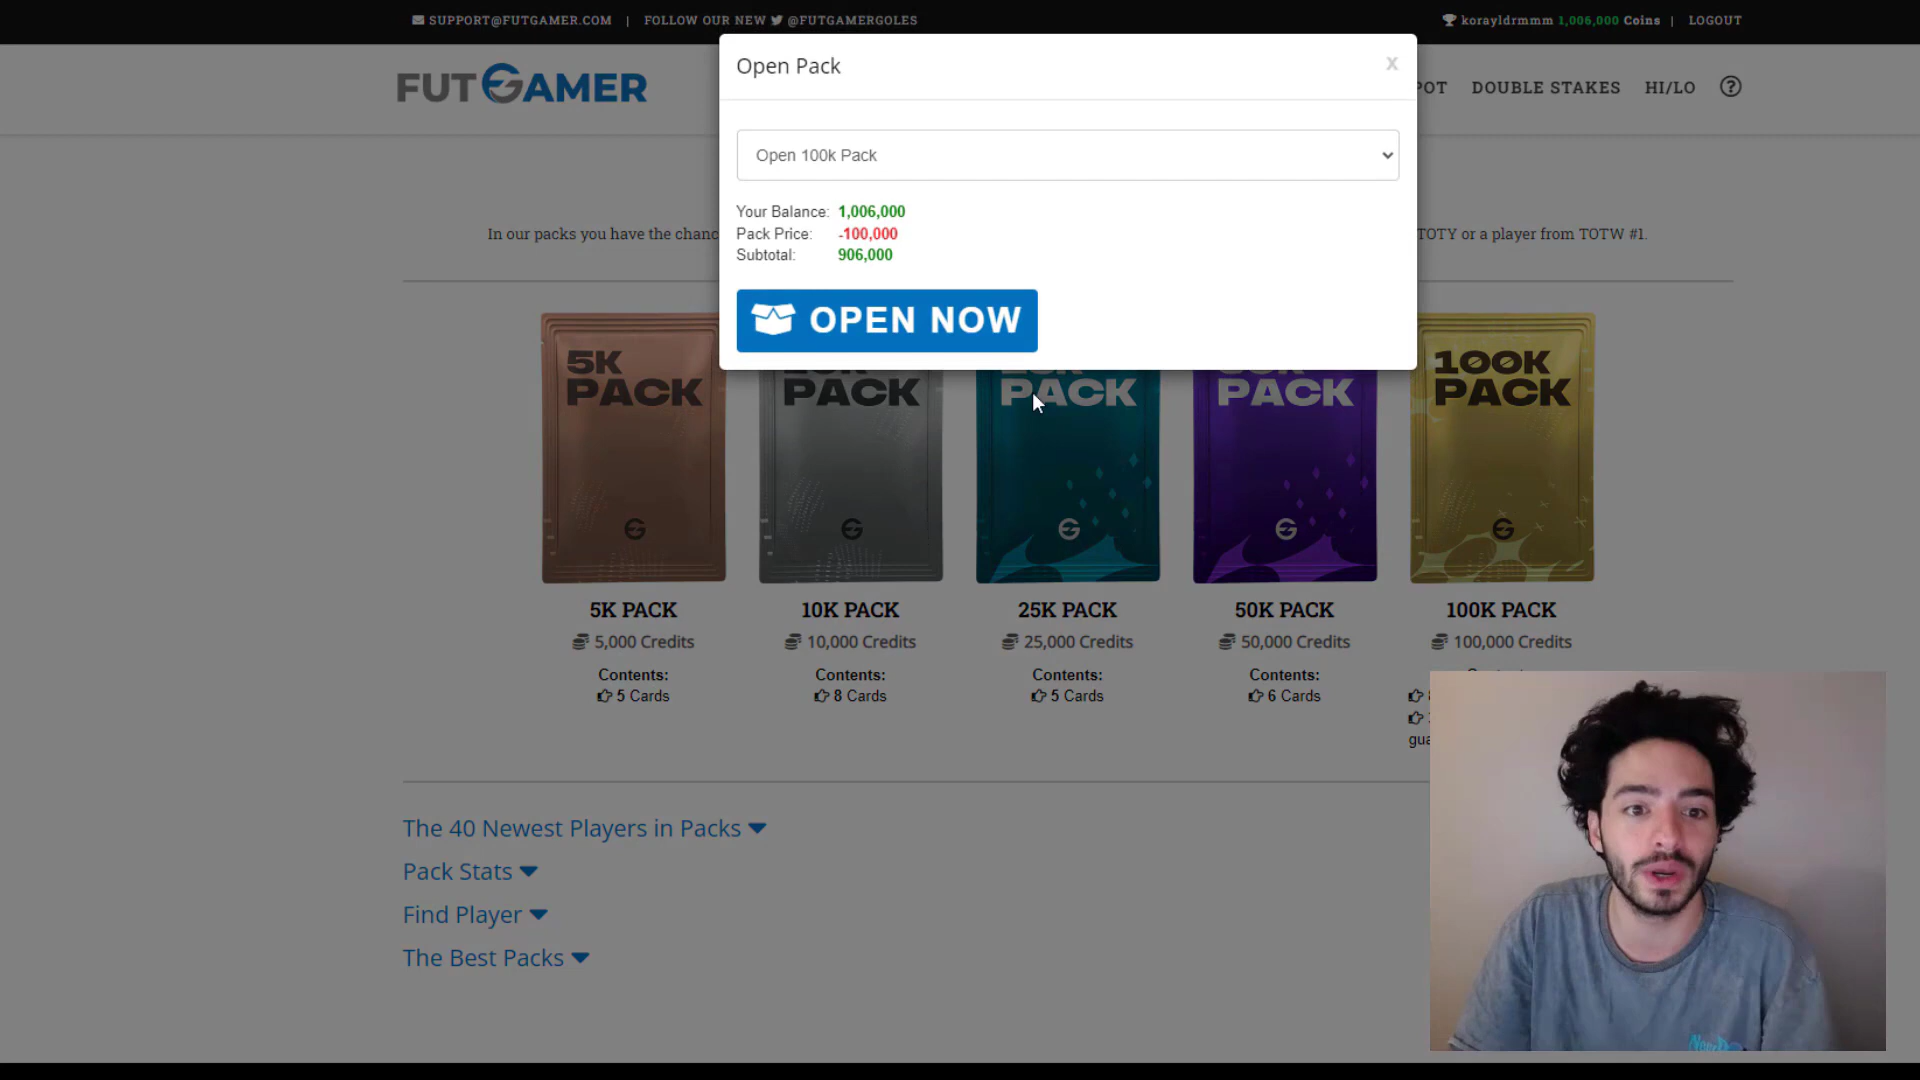 SUPPORT@FUTGAMER.COM | FOLLOW OUR NEW @FUTGAMERGOLES
korayldrmmm 1,006,000 Coins | LOGOUT
FUTGAMER
Open Pack
x
POT DOUBLE STAKES HI/LO ?
Open 100k Pack
Your Balance: 1,006,000
Pack Price: -100,000
Subtotal: 906,000
In our packs you have the chanc
TOTY or a player from TOTW #1.
OPEN NOW
5K PACK
PACK
PACK
PACK
100K PACK
5K PACK
5,000 Credits
Contents:
5 Cards
10K PACK
10,000 Credits
Contents:
8 Cards
25K PACK
25,000 Credits
Contents:
5 Cards
50K PACK
50,000 Credits
Contents:
6 Cards
100K PACK
100,000 Credits
gua
The 40 Newest Players in Packs
Pack Stats
Find Player
The Best Packs